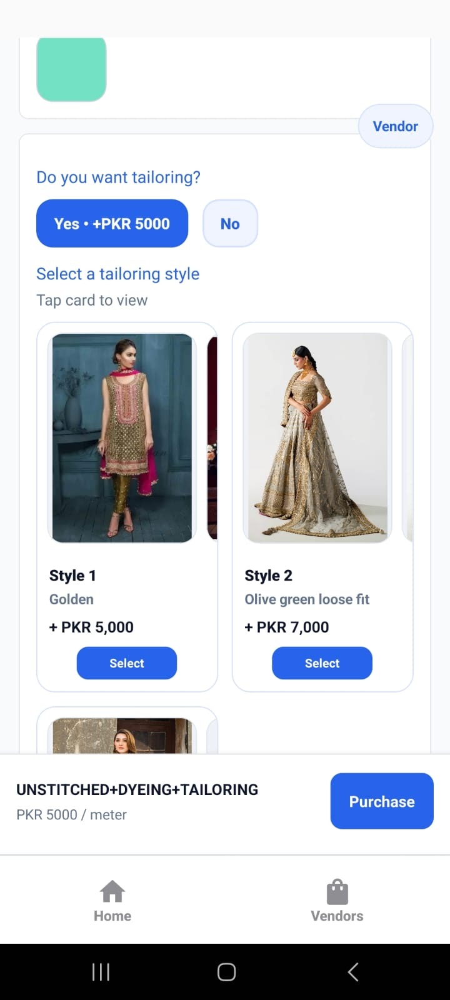 Vendor
Do you want tailoring?
Yes • +PKR 5000
No
Select a tailoring style
Tap card to view
Style 1
Golden
+ PKR 5,000
Select
Style 2
Olive green loose fit
+ PKR 7,000
Select
UNSTITCHED+DYEING+TAILORING
PKR 5000 / meter
Purchase
Home
Vendors